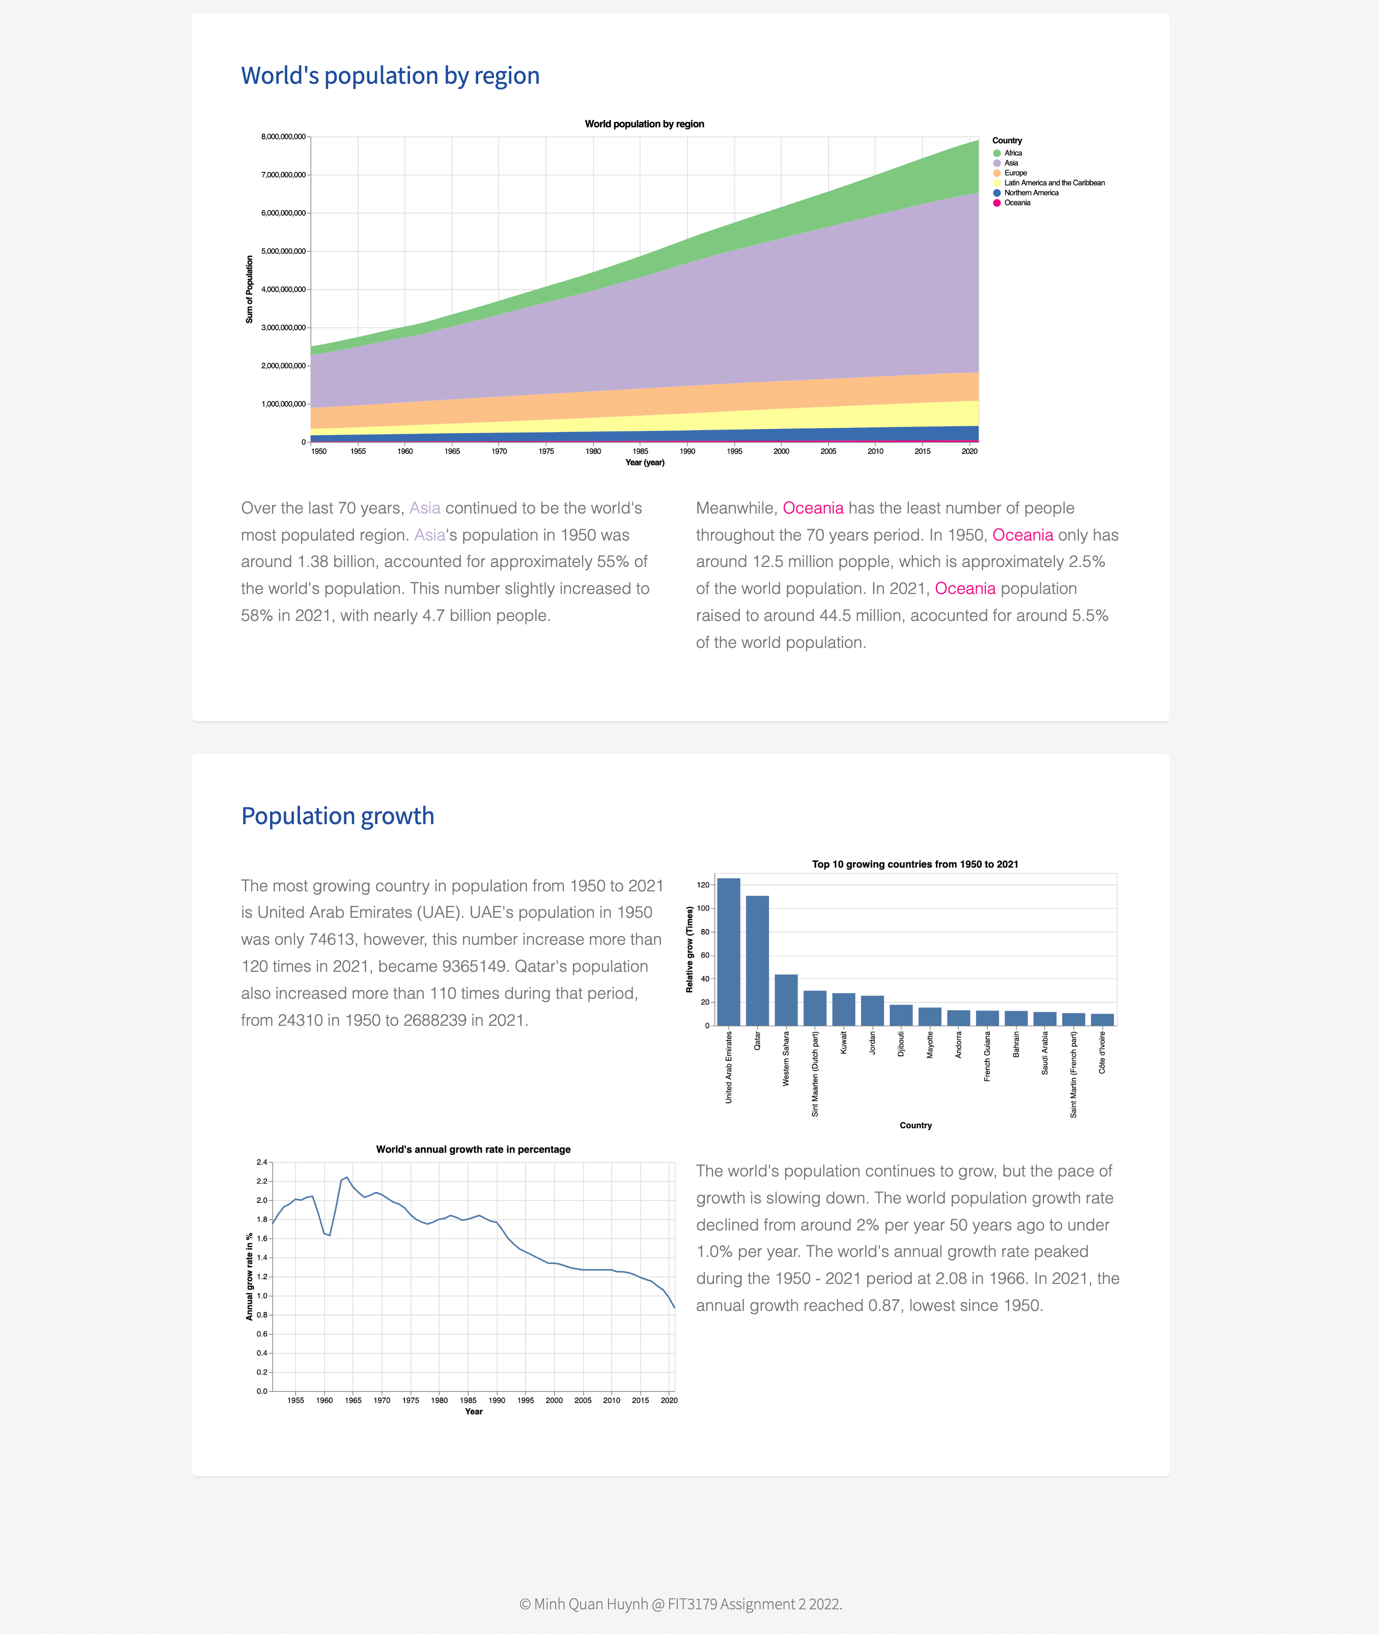 World's population by region
World population by region
8,000,000,000
7,000,000,000
6,000,000,000
5,000,000,000
4,000,000,000
3,000,000,000
2,000,000,000
1,000,000,000
0
Sum of Population
1950 1955 1960 1965 1970 1975 1980 1985 1990 1995 2000 2005 2010 2015 2020
Year (year)
Country
Africa
Asia
Europe
Latin America and the Caribbean
Northern America
Oceania
Over the last 70 years, Asia continued to be the world's
most populated region. Asia's population in 1950 was
around 1.38 billion, accounted for approximately 55% of
the world's population. This number slightly increased to
58% in 2021, with nearly 4.7 billion people.
Meanwhile, Oceania has the least number of people
throughout the 70 years period. In 1950, Oceania only has
around 12.5 million popple, which is approximately 2.5%
of the world population. In 2021, Oceania population
raised to around 44.5 million, acocunted for around 5.5%
of the world population.
Population growth
The most growing country in population from 1950 to 2021
is United Arab Emirates (UAE). UAE's population in 1950
was only 74613, however, this number increase more than
120 times in 2021, became 9365149. Qatar's population
also increased more than 110 times during that period,
from 24310 in 1950 to 2688239 in 2021.
Top 10 growing countries from 1950 to 2021
120
100
80
60
40
20
0
Relative grow (Times)
United Arab Emirates
Qatar
Western Sahara
Sint Maarten (Dutch part)
Kuwait
Jordan
Djibouti
Mayotte
Andorra
French Guiana
Bahrain
Saudi Arabia
Saint Martin (French part)
Côte d'Ivoire
Country
World's annual growth rate in percentage
2.4
2.2
2.0
1.8
1.6
1.4
1.2
1.0
0.8
0.6
0.4
0.2
0.0
Annual grow rate in %
1955 1960 1965 1970 1975 1980 1985 1990 1995 2000 2005 2010 2015 2020
Year
The world's population continues to grow, but the pace of
growth is slowing down. The world population growth rate
declined from around 2% per year 50 years ago to under
1.0% per year. The world's annual growth rate peaked
during the 1950 - 2021 period at 2.08 in 1966. In 2021, the
annual growth reached 0.87, lowest since 1950.
© Minh Quan Huynh @ FIT3179 Assignment 2 2022.